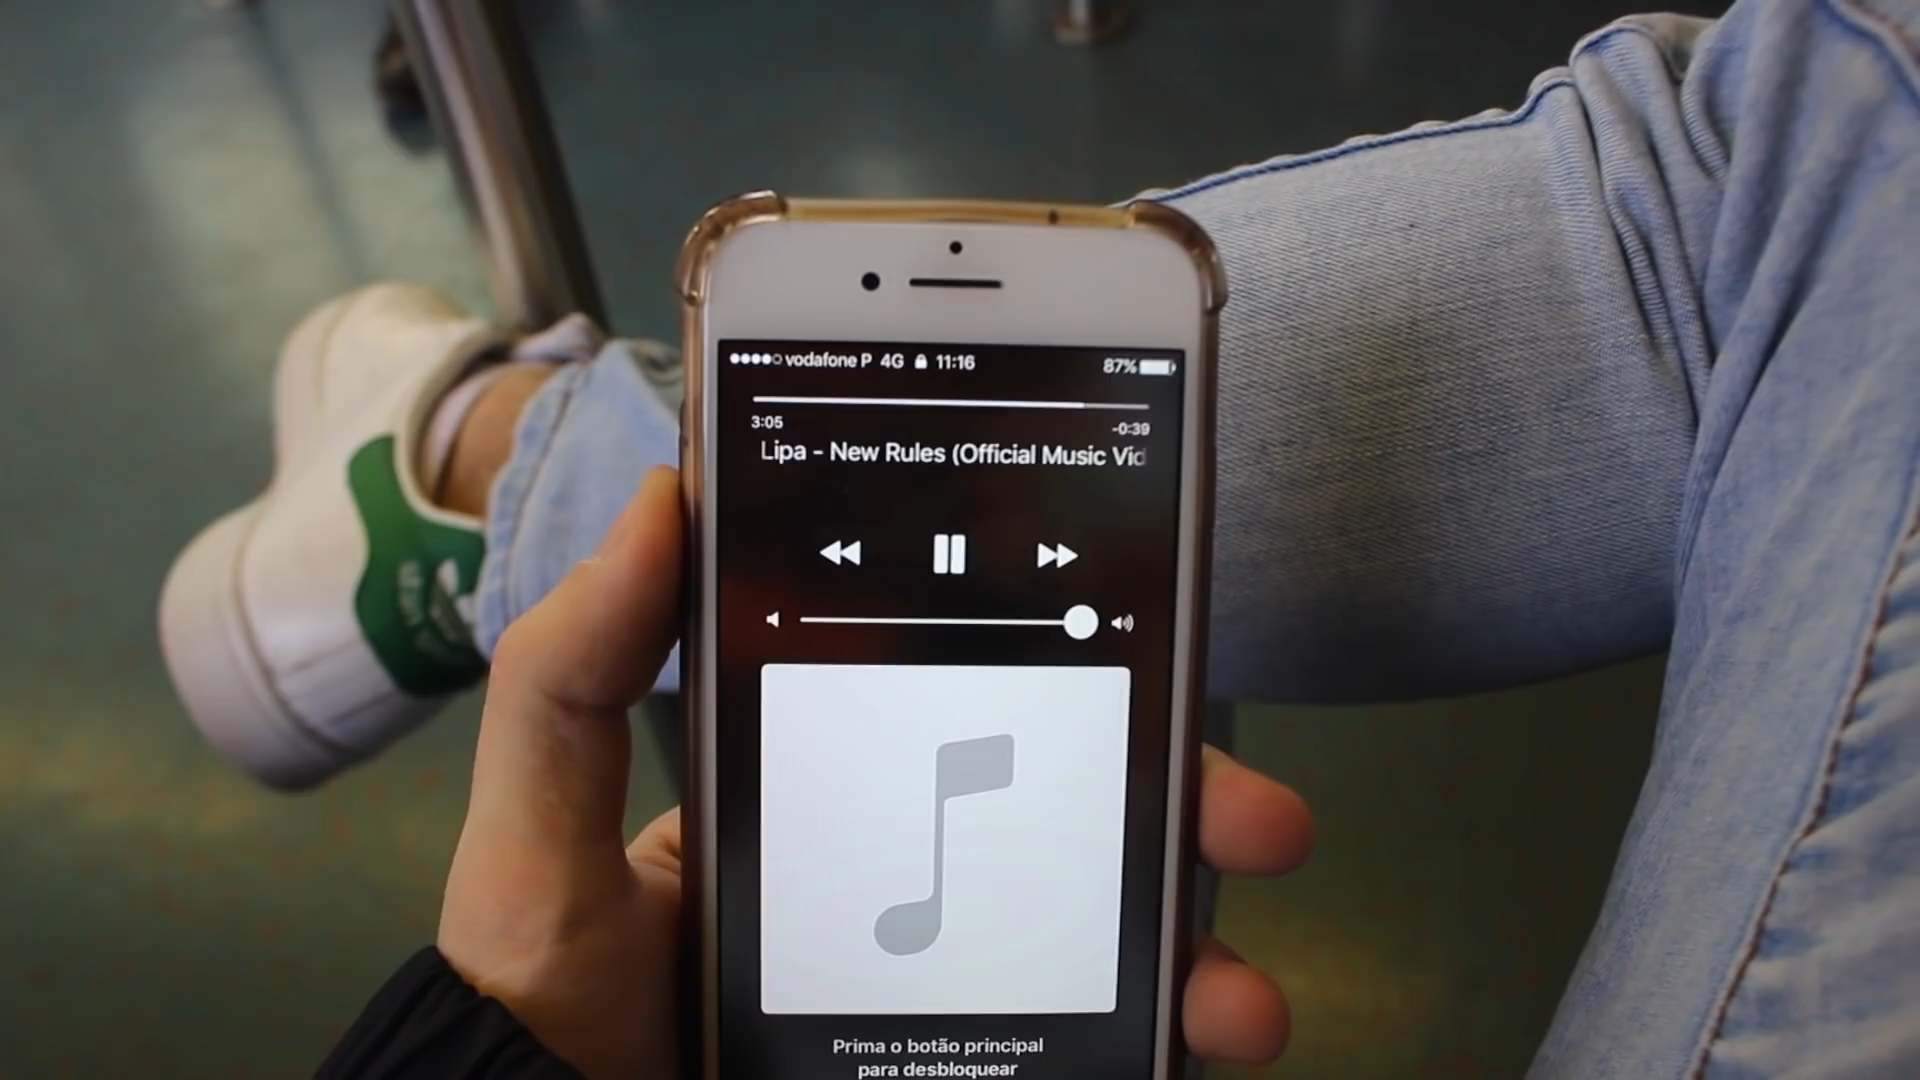 vodafone P 4G 11:16 87%
3:05 -0:39
Lipa - New Rules (Official Music Vid
Prima o botão principal
para desbloquear